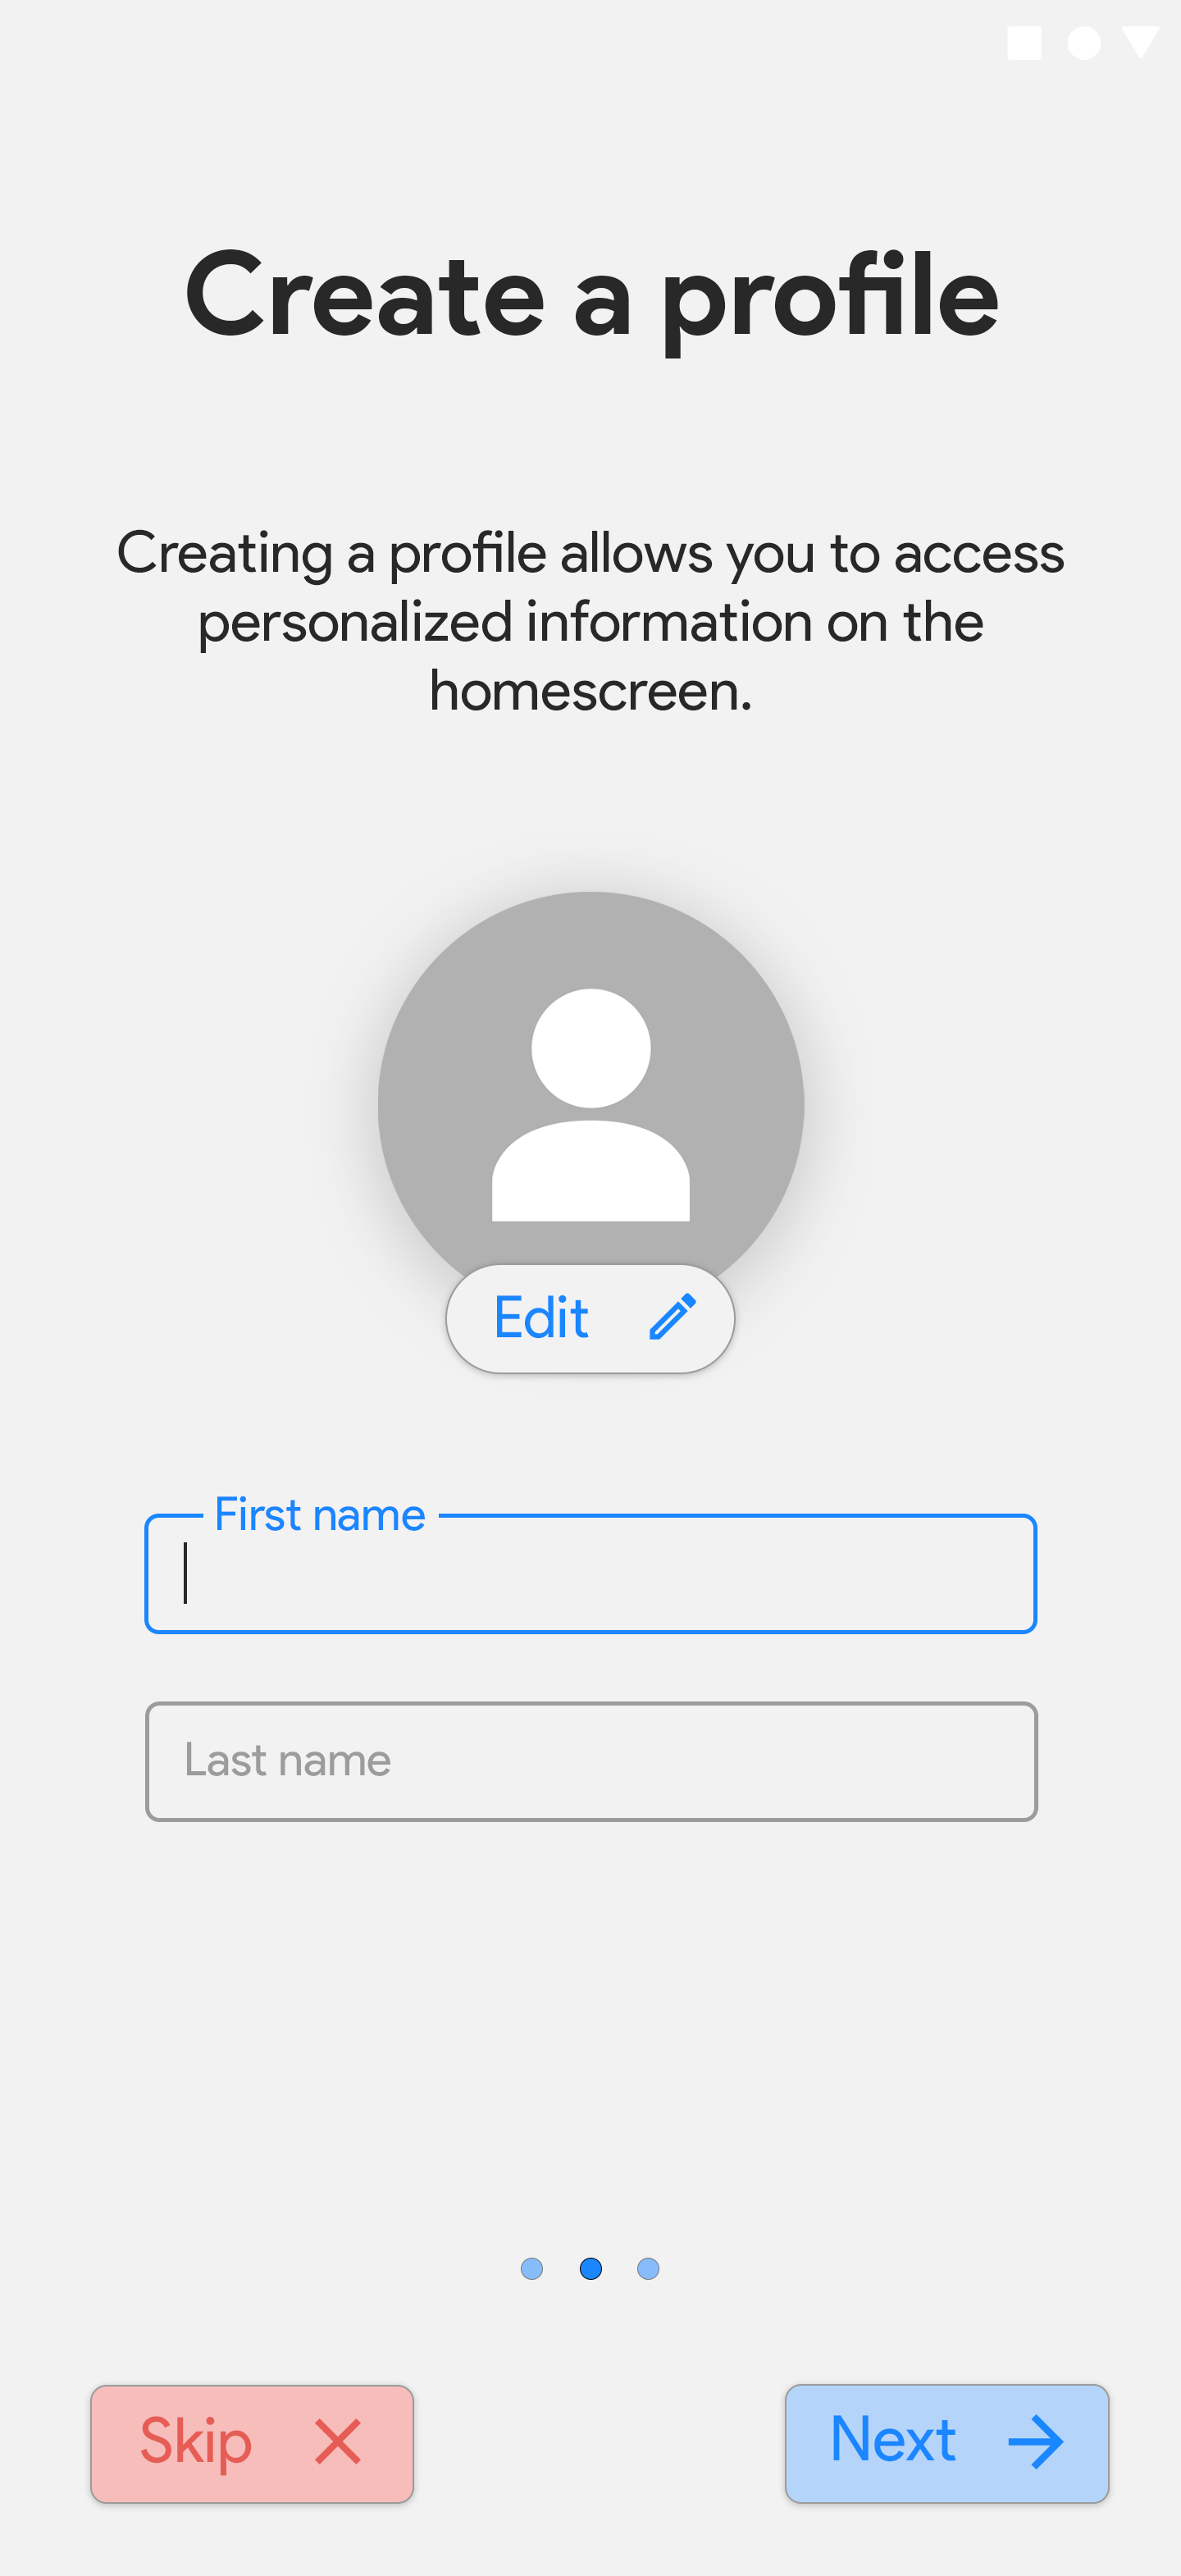 Create a profile
Creating a profile allows you to access
personalized information on the
homescreen.
Edit
First name
Last name
Skip
Next